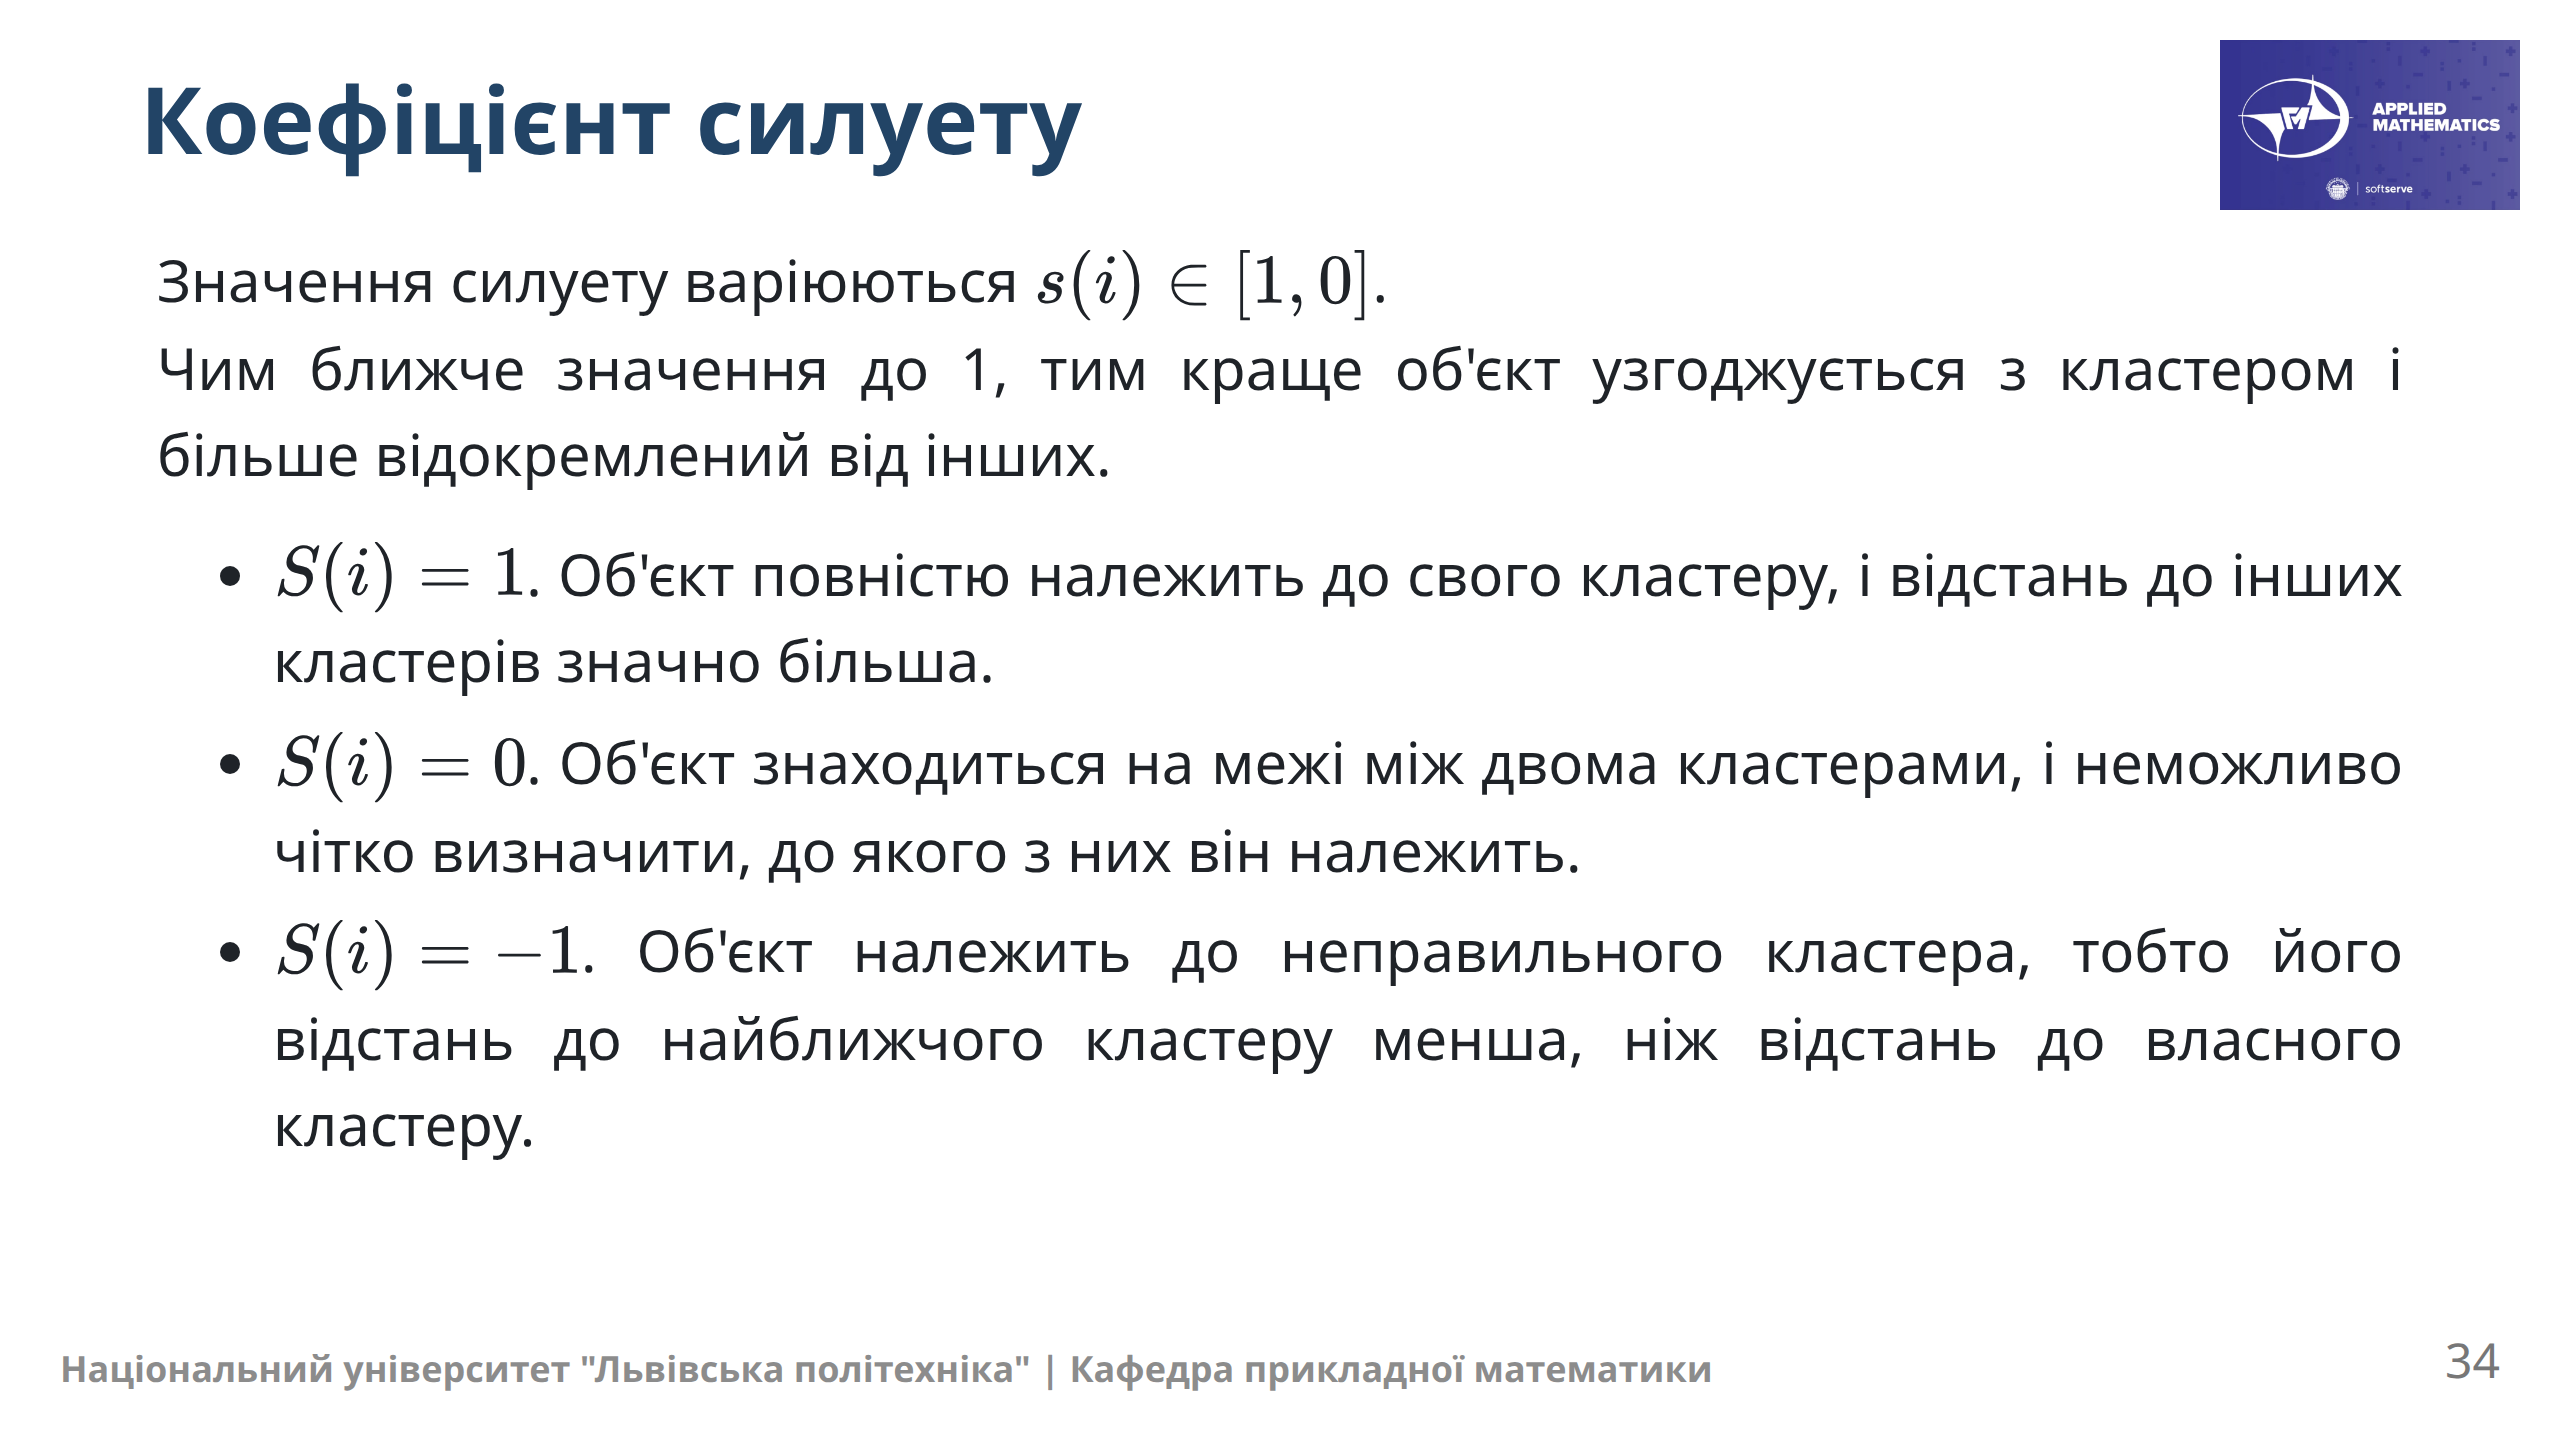 Коефіцієнт силуету
APPLIED
MATHEMATICS
softserve
Значення силуету варіюються s(i) ∈ [1, 0].
Чим ближче значення до 1, тим краще об'єкт узгоджується з кластером і
більше відокремлений від інших.
• S(i) = 1. Об'єкт повністю належить до свого кластеру, і відстань до інших
кластерів значно більша.
• S(i) = 0. Об'єкт знаходиться на межі між двома кластерами, і неможливо
чітко визначити, до якого з них він належить.
• S(i) = −1. Об'єкт належить до неправильного кластера, тобто його
відстань до найближчого кластеру менша, ніж відстань до власного
кластеру.
Національний університет "Львівська політехніка" | Кафедра прикладної математики
34